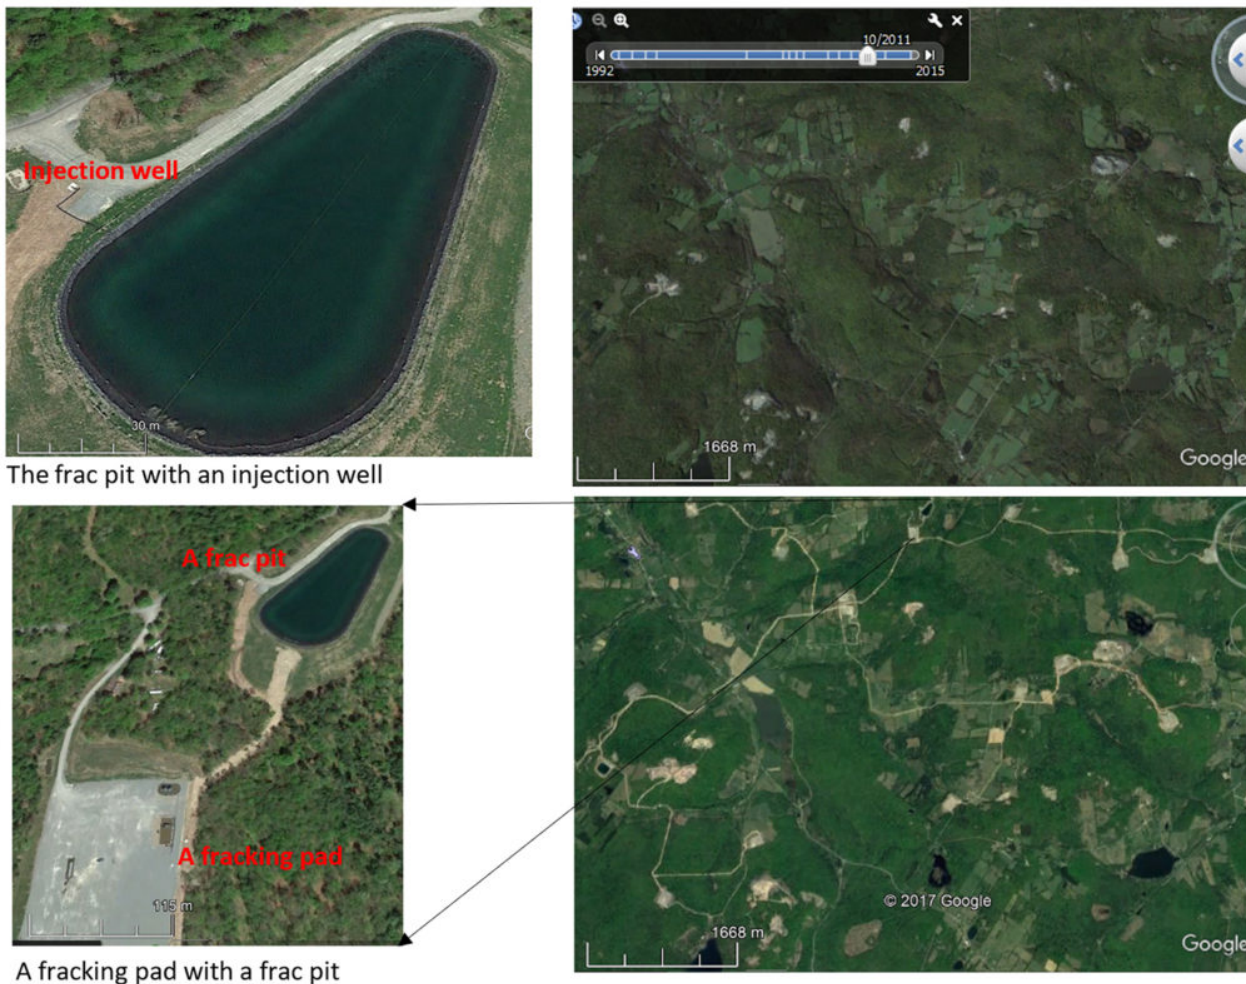 Injection well
30 m
The frac pit with an injection well
10/2011
1992
2015
1668 m
Google
A frac pit
A fracking pad
115 m
A fracking pad with a frac pit
© 2017 Google
1668 m
Google